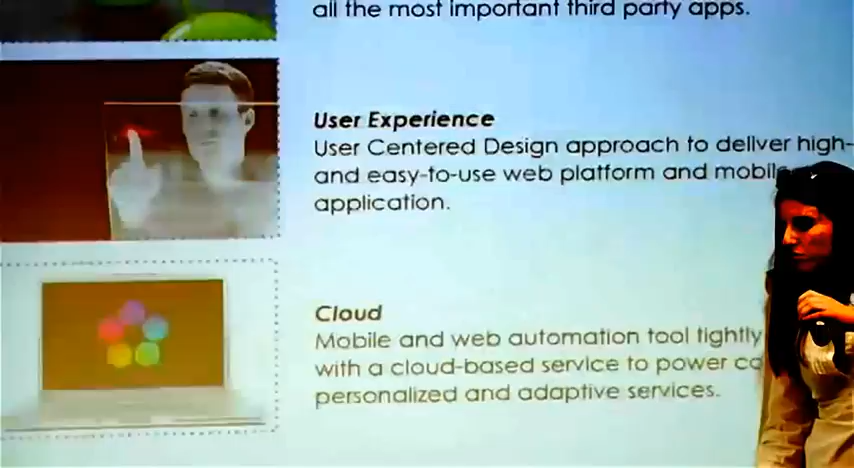 all the most important third party apps.
User Experience
User Centered Design approach to deliver high-
and easy-to-use web platform and mobile
application.
Cloud
Mobile and web automation tool tightly
with a cloud-based service to power
personalized and adaptive services.